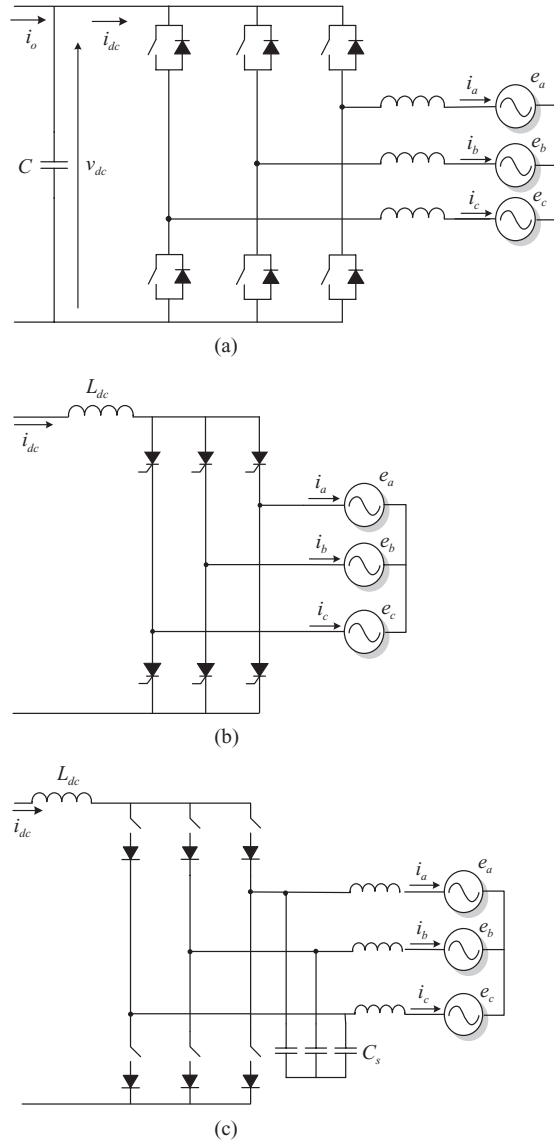 i_o
i_dc
C
v_dc
i_a
e_a
i_b
e_b
i_c
e_c
(a)
L_dc
i_dc
i_a
e_a
i_b
e_b
i_c
e_c
(b)
L_dc
i_dc
i_a
e_a
i_b
e_b
i_c
e_c
C_s
(c)